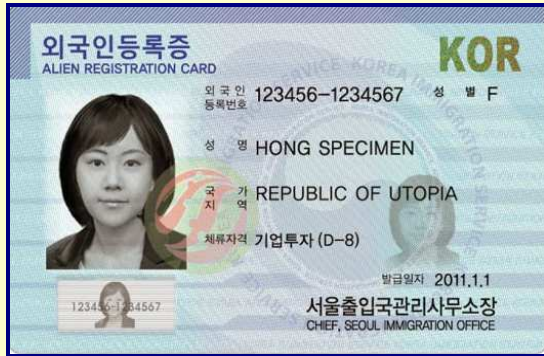 외국인등록증
KOR
ALIEN REGISTRATION CARD
외국인
등록번호 123456-1234567 성 별 F
성 명 HONG SPECIMEN
국 가
지 역 REPUBLIC OF UTOPIA
체류자격 기업투자 (D-8)
123456-1234567
발급일자 2011.1.1
서울출입국관리사무소장
CHIEF, SEOUL IMMIGRATION OFFICE